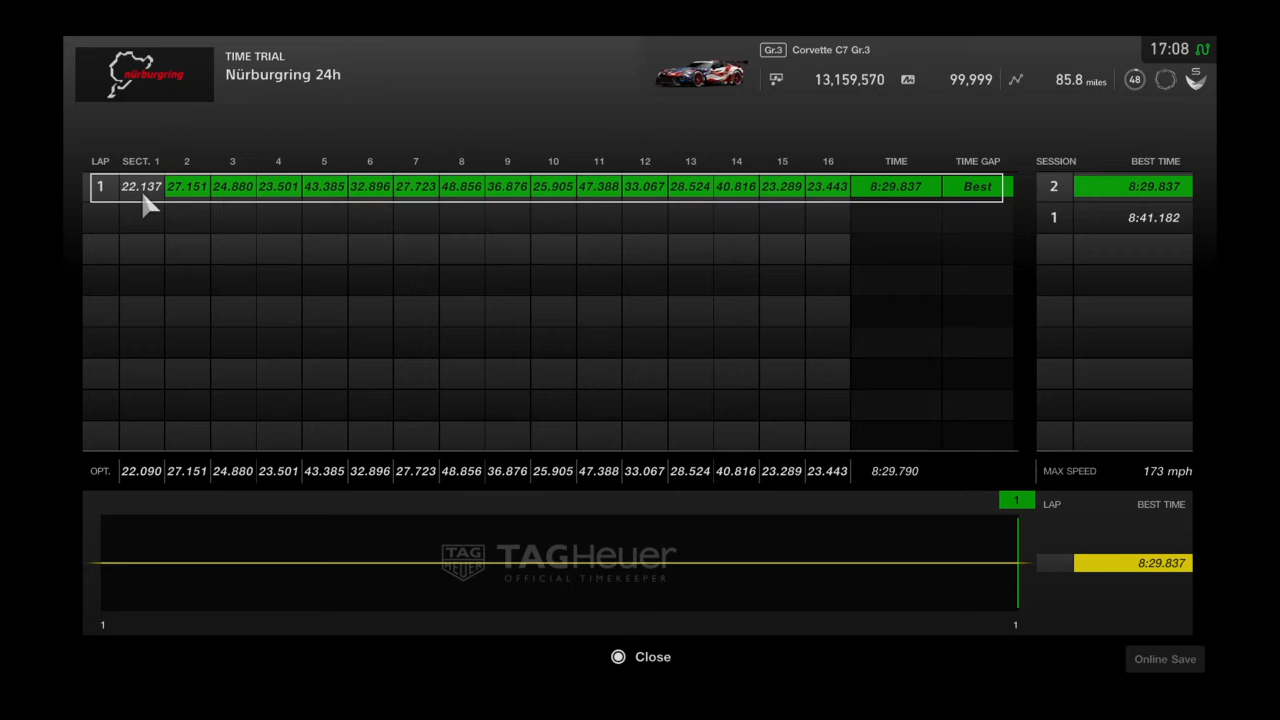 TIME TRIAL
Nürburgring 24h
nürburgring
Gr.3 Corvette C7 Gr.3
13,159,570 99,999 85.8 miles 48 S
17:08
LAP SECT. 1 2 3 4 5 6 7 8 9 10 11 12 13 14 15 16 TIME TIME GAP
1 22.137 27.151 24.880 23.501 43.385 32.896 27.723 48.856 36.876 25.905 47.388 33.067 28.524 40.816 23.289 23.443 8:29.837 Best
OPT. 22.090 27.151 24.880 23.501 43.385 32.896 27.723 48.856 36.876 25.905 47.388 33.067 28.524 40.816 23.289 23.443 8:29.790
SESSION BEST TIME
2 8:29.837
1 8:41.182
MAX SPEED 173 mph
1
TAG HEUER TAGHeuer
OFFICIAL TIMEKEEPER
1 1
LAP BEST TIME
8:29.837
Close
Online Save